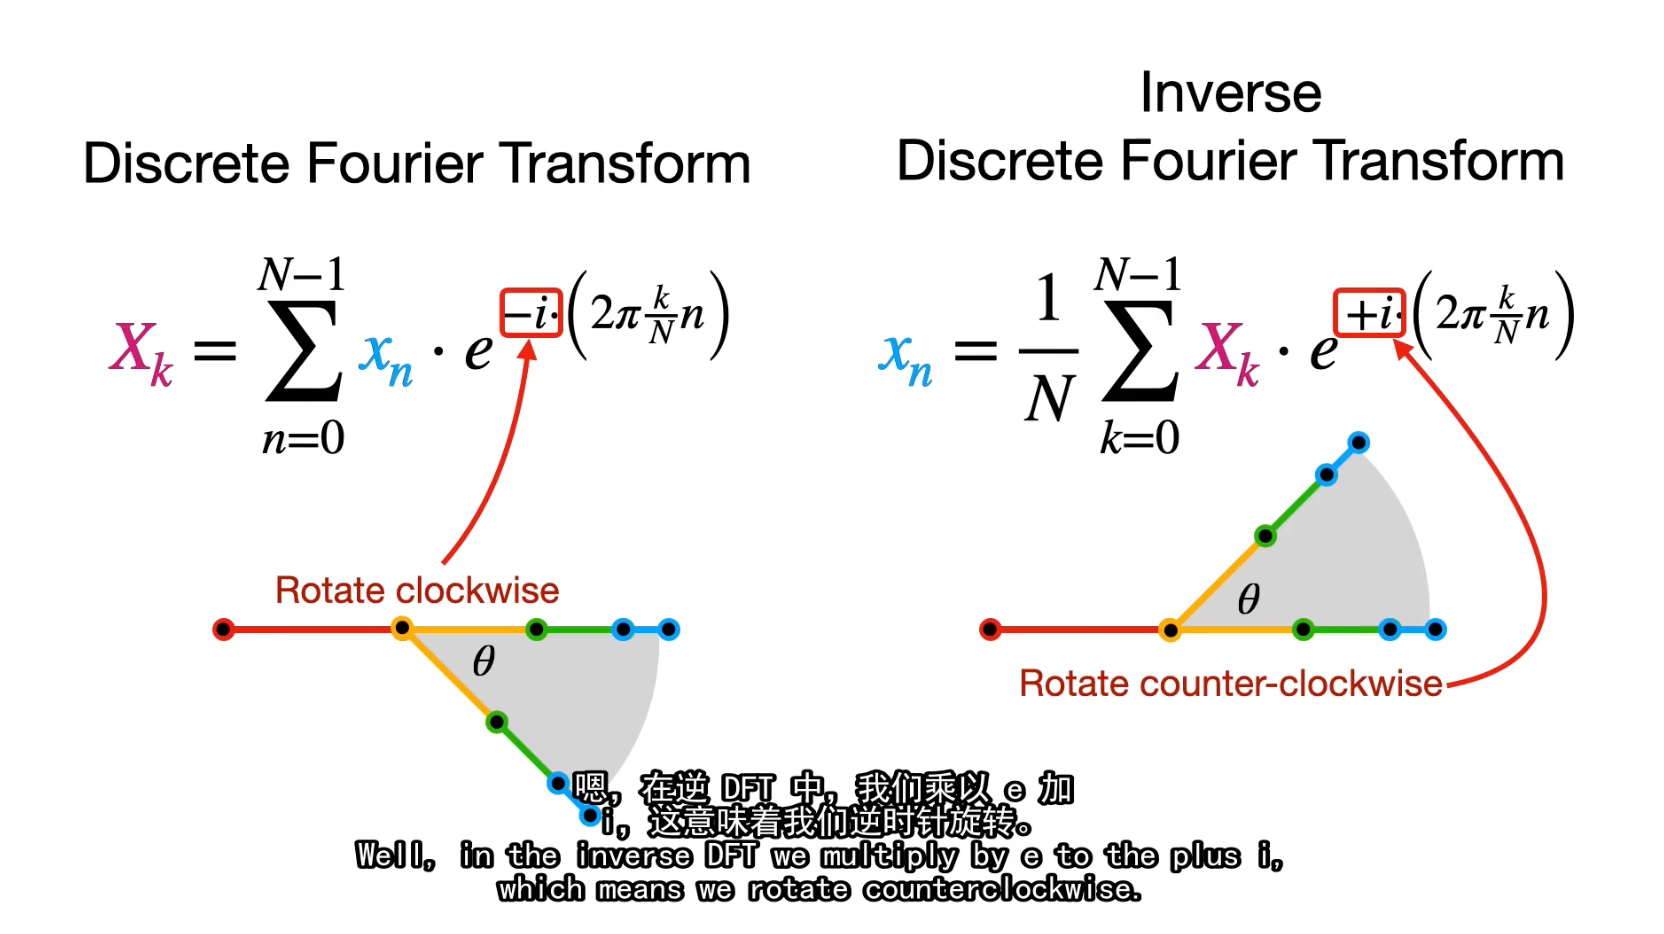 Discrete Fourier Transform
X_k = \sum_{n=0}^{N-1} x_n \cdot e^{-i \cdot \left(2\pi \frac{k}{N} n\right)}
Rotate clockwise
θ
Inverse
Discrete Fourier Transform
x_n = \frac{1}{N} \sum_{k=0}^{N-1} X_k \cdot e^{+i \cdot \left(2\pi \frac{k}{N} n\right)}
θ
Rotate counter-clockwise
嗯，在逆 DFT 中，我们乘以 e 加
i，这意味着我们逆时针旋转。
Well, in the inverse DFT we multiply by e to the plus i,
which means we rotate counterclockwise.